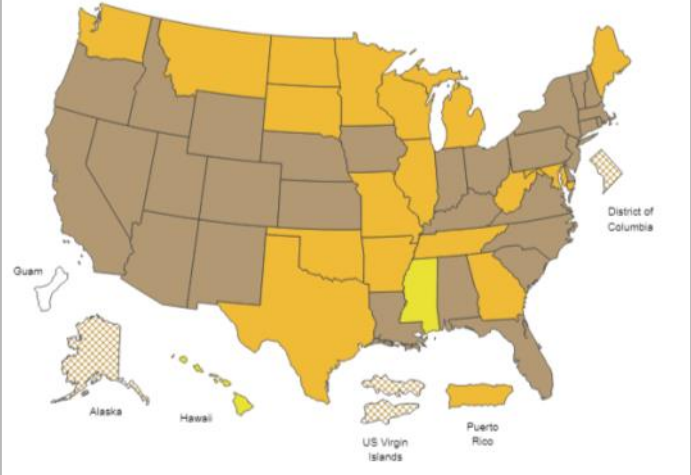 District of
Columbia
Guam
Alaska
Hawaii
US Virgin
Islands
Puerto
Rico